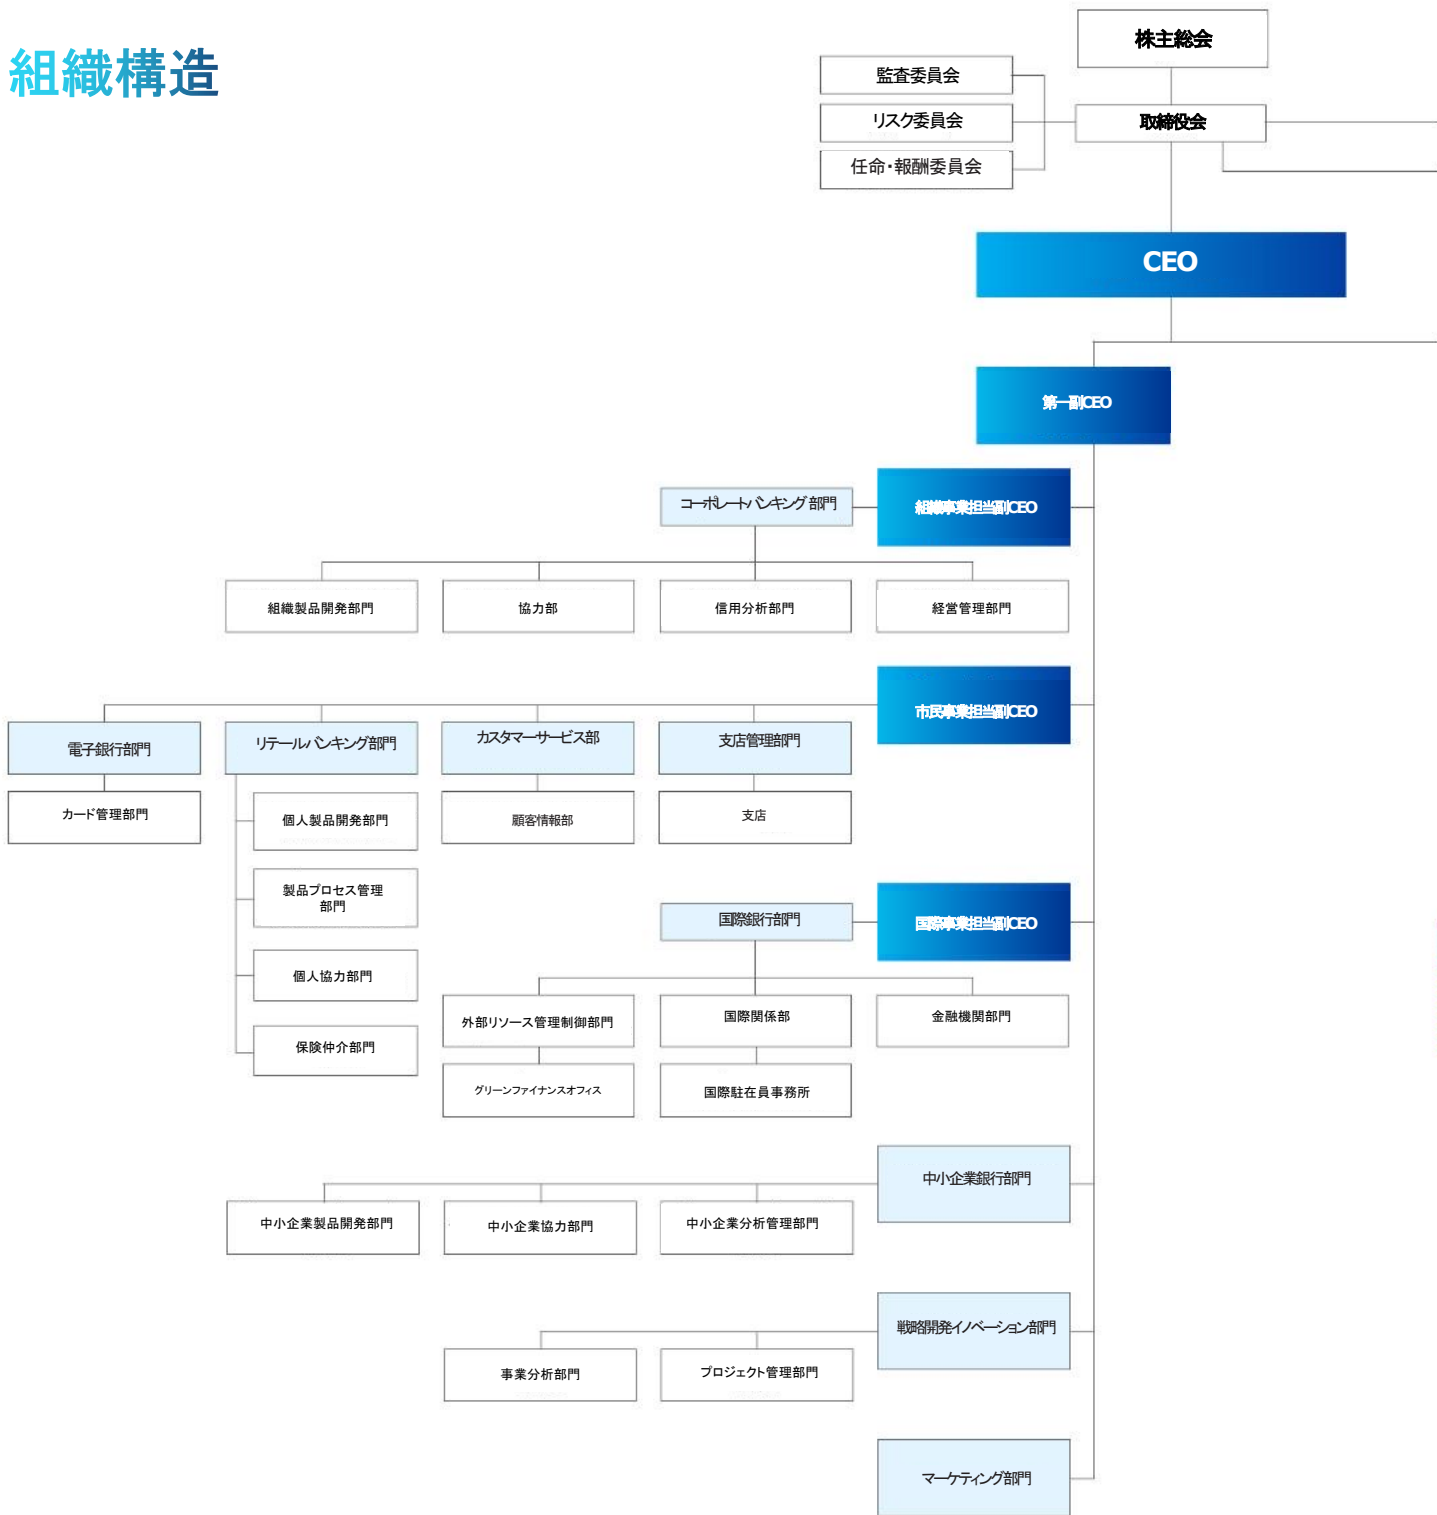 組織構造
株主総会
監査委員会
リスク委員会
取締役会
任命・報酬委員会
CEO
第一副CEO
コーポレートバンキング部門
組織事業担当副CEO
組織製品開発部門
協力部
信用分析部門
経営管理部門
市民事業担当副CEO
電子銀行部門
リテールバンキング部門
カスタマーサービス部
支店管理部門
カード管理部門
個人製品開発部門
顧客情報部
支店
製品プロセス管理
部門
個人協力部門
保険仲介部門
国際銀行部門
国際事業担当副CEO
外部リソース管理制御部門
国際関係部
金融機関部門
グリーンファイナンスオフィス
国際駐在員事務所
中小企業銀行部門
中小企業製品開発部門
中小企業協力部門
中小企業分析管理部門
戦略開発イノベーション部門
事業分析部門
プロジェクト管理部門
マーケティング部門